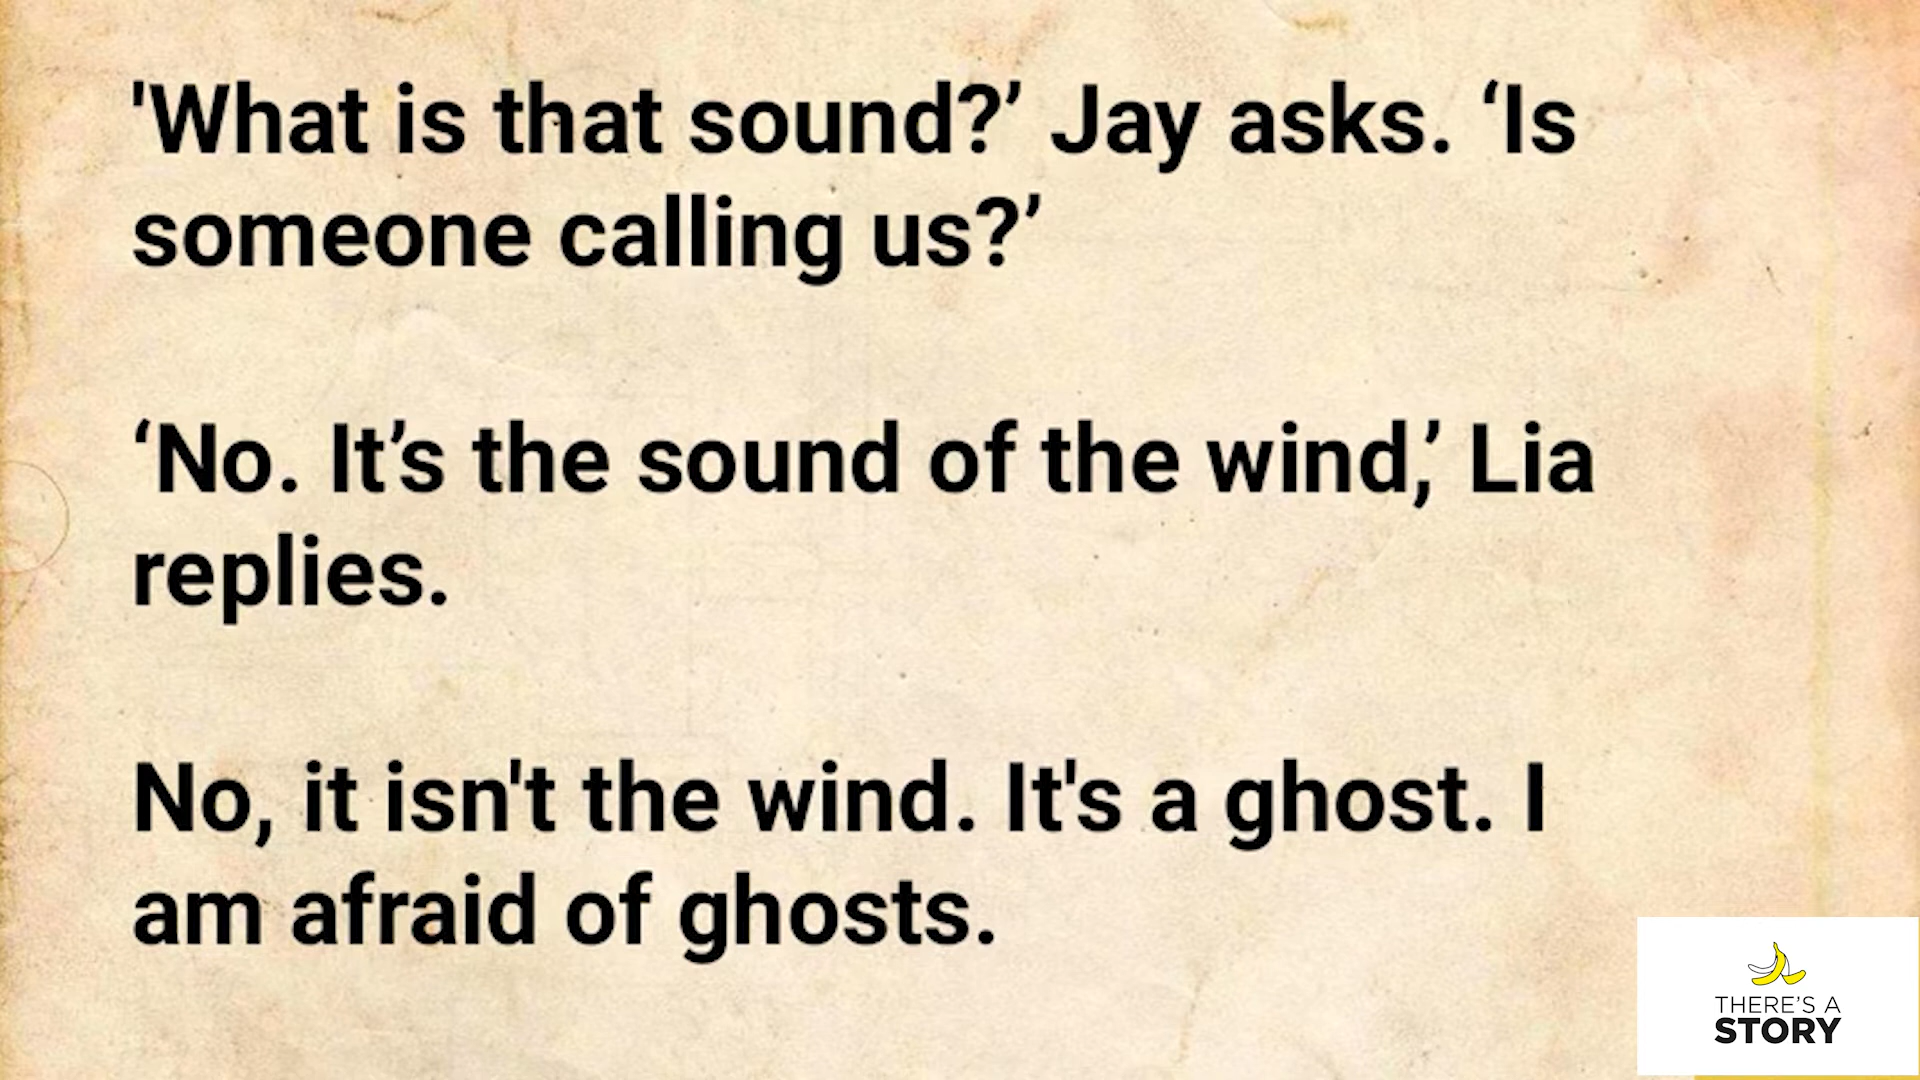 'What is that sound?’ Jay asks. ‘Is
someone calling us?’
‘No. It’s the sound of the wind,’ Lia
replies.
No, it isn't the wind. It's a ghost. I
am afraid of ghosts.
THERE'S A
STORY